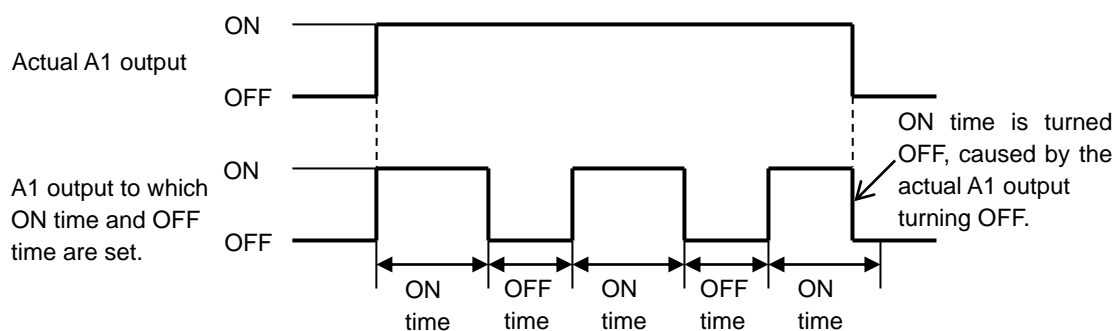 ON
Actual A1 output
OFF
ON time is turned
OFF, caused by the
actual A1 output
turning OFF.
ON
A1 output to which
ON time and OFF
time are set.
OFF
ON
time
OFF
time
ON
time
OFF
time
ON
time